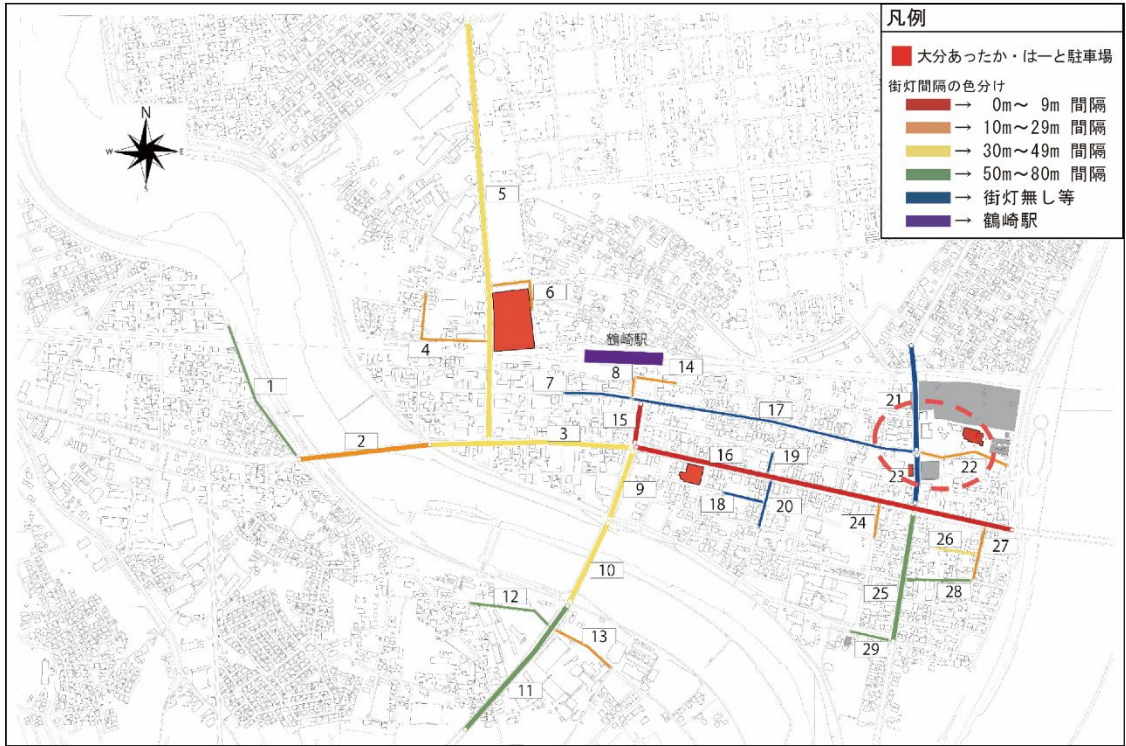 凡例
大分あったか・はーと駐車場
街灯間隔の色分け
→ 0m～ 9m 間隔
→ 10m～29m 間隔
→ 30m～49m 間隔
→ 50m～80m 間隔
→ 街灯無し等
→ 鶴崎駅
N
W
E
S
5
6
4
鶴崎駅
8
14
7
1
15
17
21
2
3
16
19
22
23
9
18
20
24
26
27
10
25
28
12
13
29
11